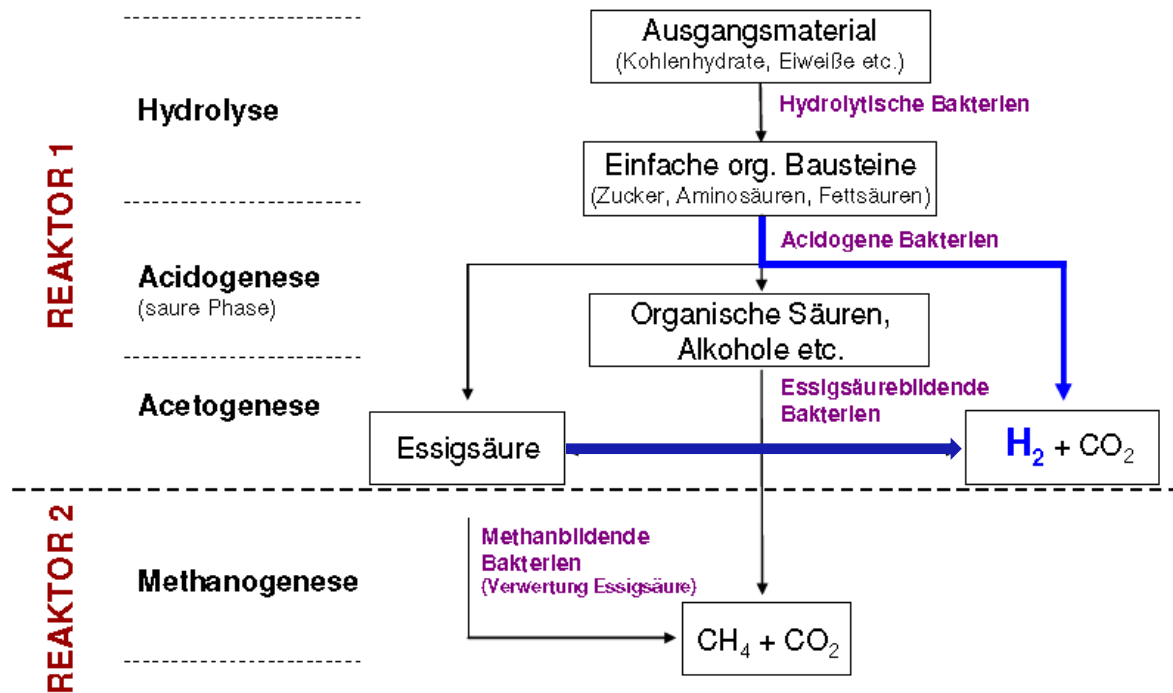 Ausgangsmaterial
(Kohlenhydrate, Eiweiße etc.)
Hydrolytische Bakterien
Hydrolyse
Einfache org. Bausteine
(Zucker, Aminosäuren, Fettsäuren)
REAKTOR 1
Acidogene Bakterien
Acidogenese
(saure Phase)
Organische Säuren,
Alkohole etc.
Essigsäurebildende
Bakterien
Acetogenese
Essigsäure
H₂ + CO₂
REAKTOR 2
Methanbildende
Bakterien
(Verwertung Essigsäure)
Methanogenese
CH₄ + CO₂